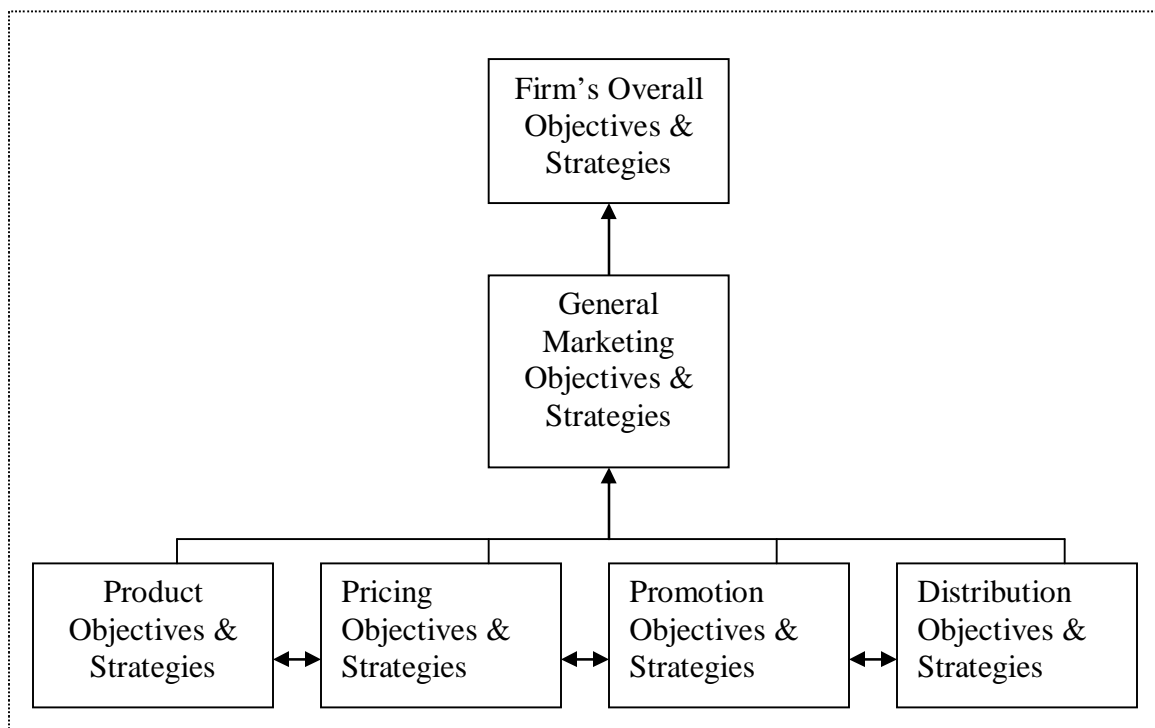 Firm’s Overall
Objectives &
Strategies
General
Marketing
Objectives &
Strategies
Product
Objectives &
Strategies
Pricing
Objectives &
Strategies
Promotion
Objectives &
Strategies
Distribution
Objectives &
Strategies